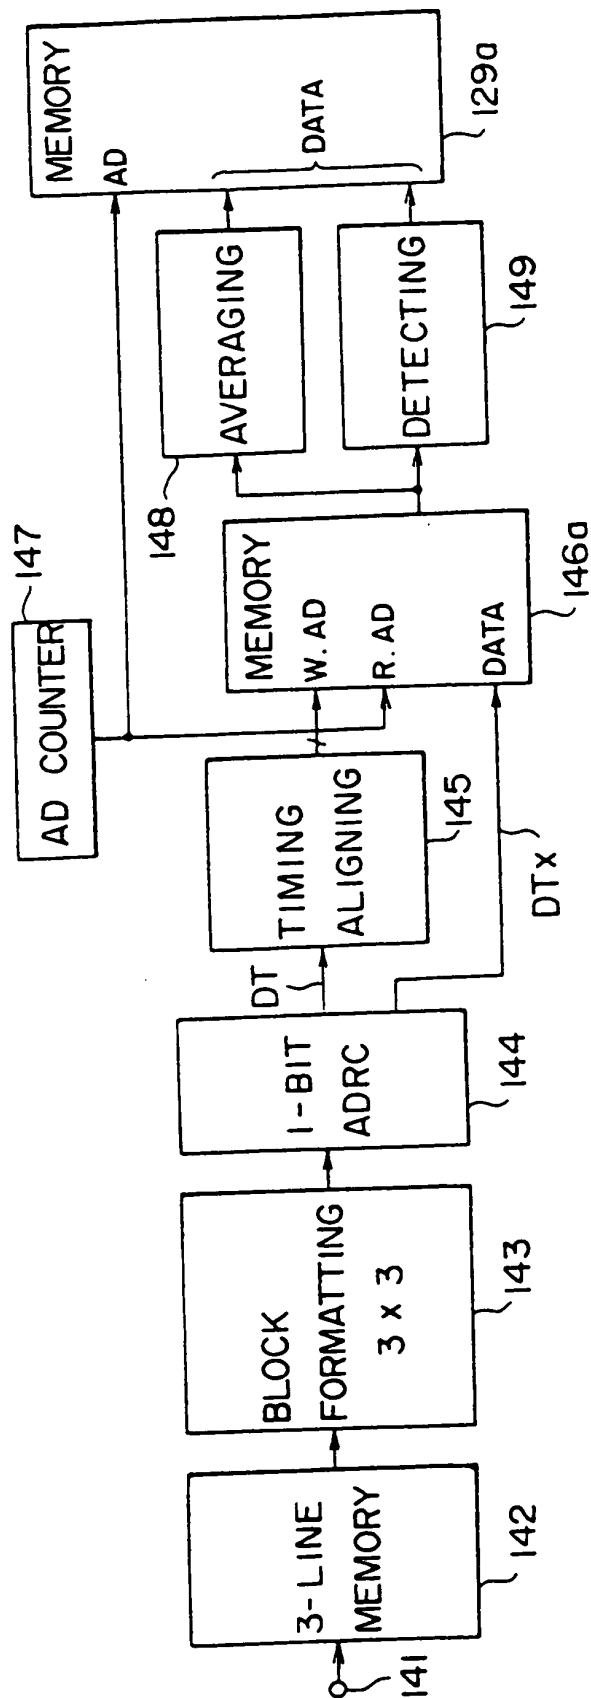 141
3-LINE
MEMORY
142
BLOCK
FORMATTING
3 x 3
143
1-BIT
ADRC
144
DT
DTx
TIMING
ALIGNING
145
AD COUNTER
147
MEMORY
W. AD
R. AD
DATA
146a
AVERAGING
148
DETECTING
149
MEMORY
AD
DATA
129a